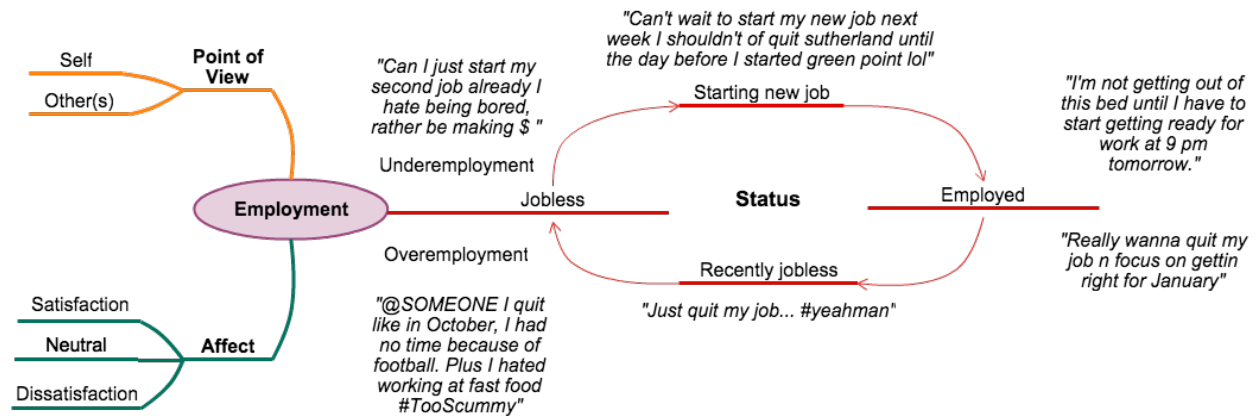 Point of
View
Self
Other(s)
Employment
Satisfaction
Neutral
Dissatisfaction
Affect
"Can I just start my
second job already I
hate being bored,
rather be making $ "
Underemployment
Jobless
Overemployment
"@SOMEONE I quit
like in October, I had
no time because of
football. Plus I hated
working at fast food
#TooScummy"
"Can't wait to start my new job next
week I shouldn't of quit sutherland until
the day before I started green point lol"
Starting new job
Status
Recently jobless
"Just quit my job... #yeahman"
Employed
"I'm not getting out of
this bed until I have to
start getting ready for
work at 9 pm
tomorrow."
"Really wanna quit my
job n focus on gettin
right for January"